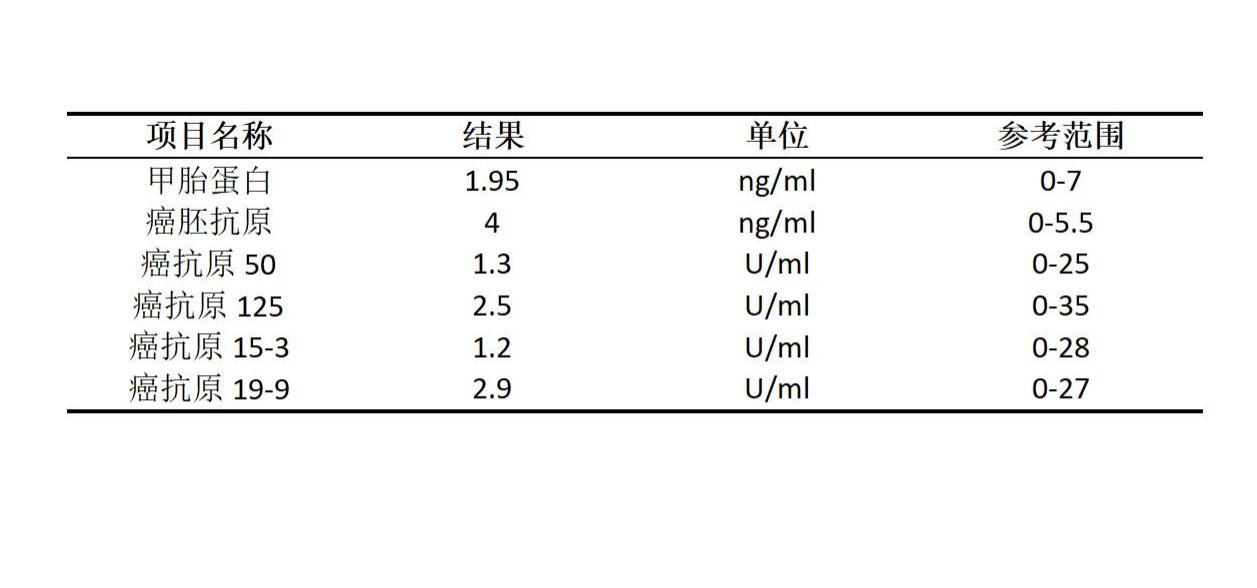 项目名称 结果 单位 参考范围
甲胎蛋白 1.95 ng/ml 0-7
癌胚抗原 4 ng/ml 0-5.5
癌抗原 50 1.3 U/ml 0-25
癌抗原 125 2.5 U/ml 0-35
癌抗原 15-3 1.2 U/ml 0-28
癌抗原 19-9 2.9 U/ml 0-27